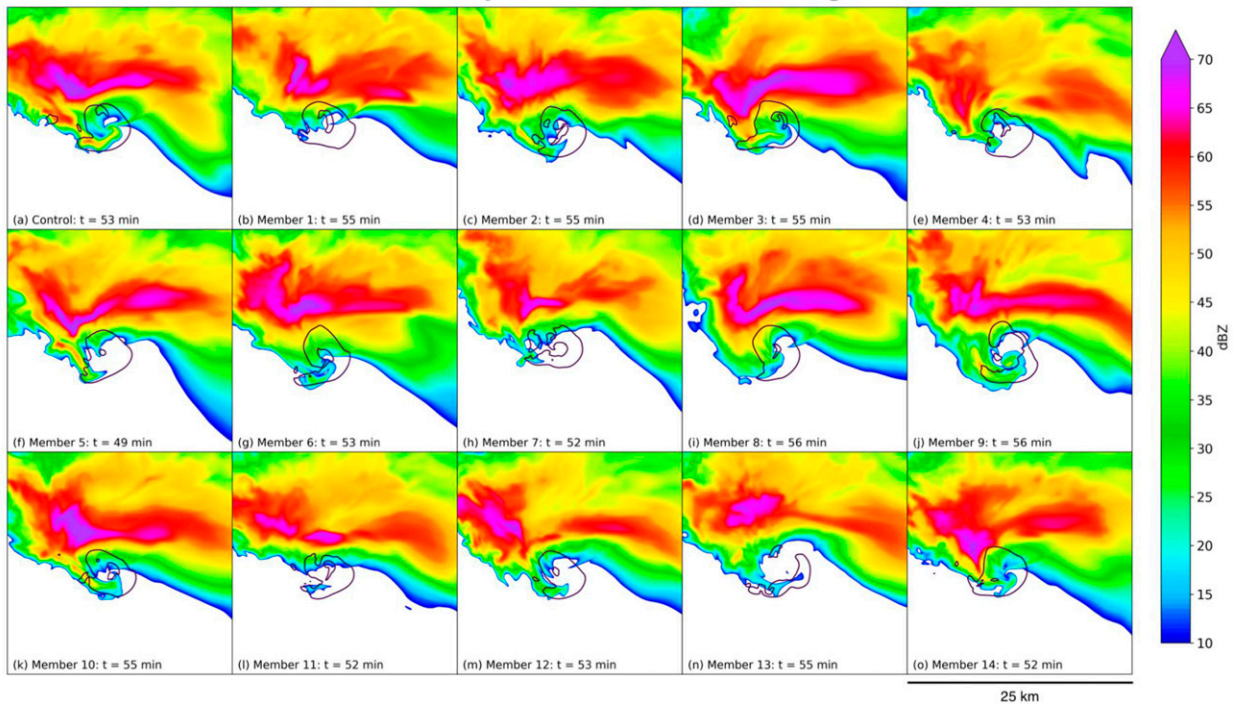 (a) Control: t = 53 min
(b) Member 1: t = 55 min
(c) Member 2: t = 55 min
(d) Member 3: t = 55 min
(e) Member 4: t = 53 min
(f) Member 5: t = 49 min
(g) Member 6: t = 53 min
(h) Member 7: t = 52 min
(i) Member 8: t = 56 min
(j) Member 9: t = 56 min
(k) Member 10: t = 55 min
(l) Member 11: t = 52 min
(m) Member 12: t = 53 min
(n) Member 13: t = 55 min
(o) Member 14: t = 52 min
25 km
70
65
60
55
50
45
40
35
30
25
20
15
10
dBZ